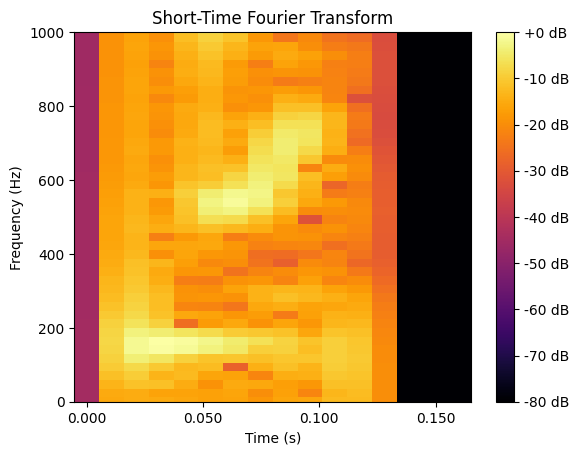 Short-Time Fourier Transform
1000
800
600
400
200
0
Frequency (Hz)
0.000
0.050
0.100
0.150
Time (s)
+0 dB
-10 dB
-20 dB
-30 dB
-40 dB
-50 dB
-60 dB
-70 dB
-80 dB